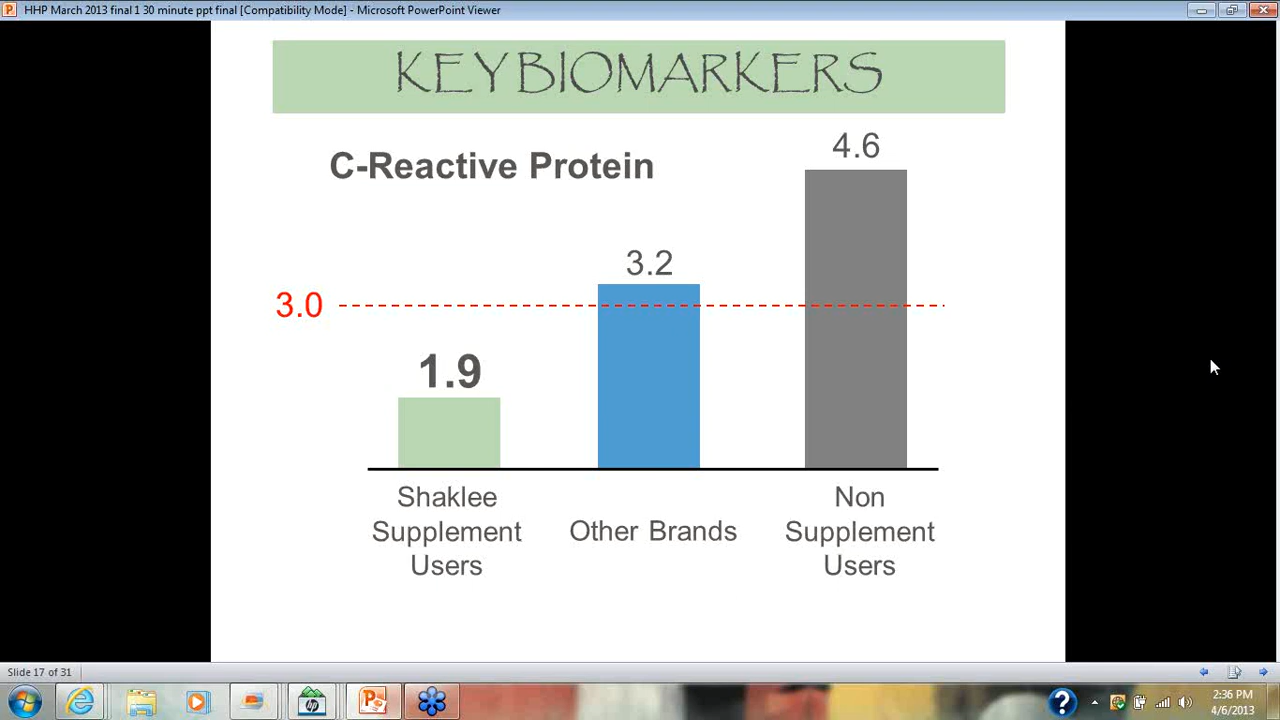 HHP March 2013 final 1 30 minute ppt final [Compatibility Mode] - Microsoft PowerPoint Viewer
KEY BIOMARKERS
C-Reactive Protein
4.6
3.2
3.0
1.9
Shaklee
Supplement
Users
Other Brands
Non
Supplement
Users
Slide 17 of 31
2:36 PM
4/6/2013